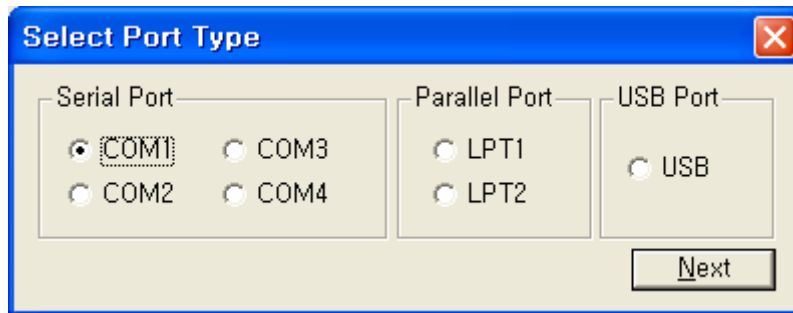 Select Port Type
Serial Port
COM1
COM3
COM2
COM4
Parallel Port
LPT1
LPT2
USB Port
USB
Next